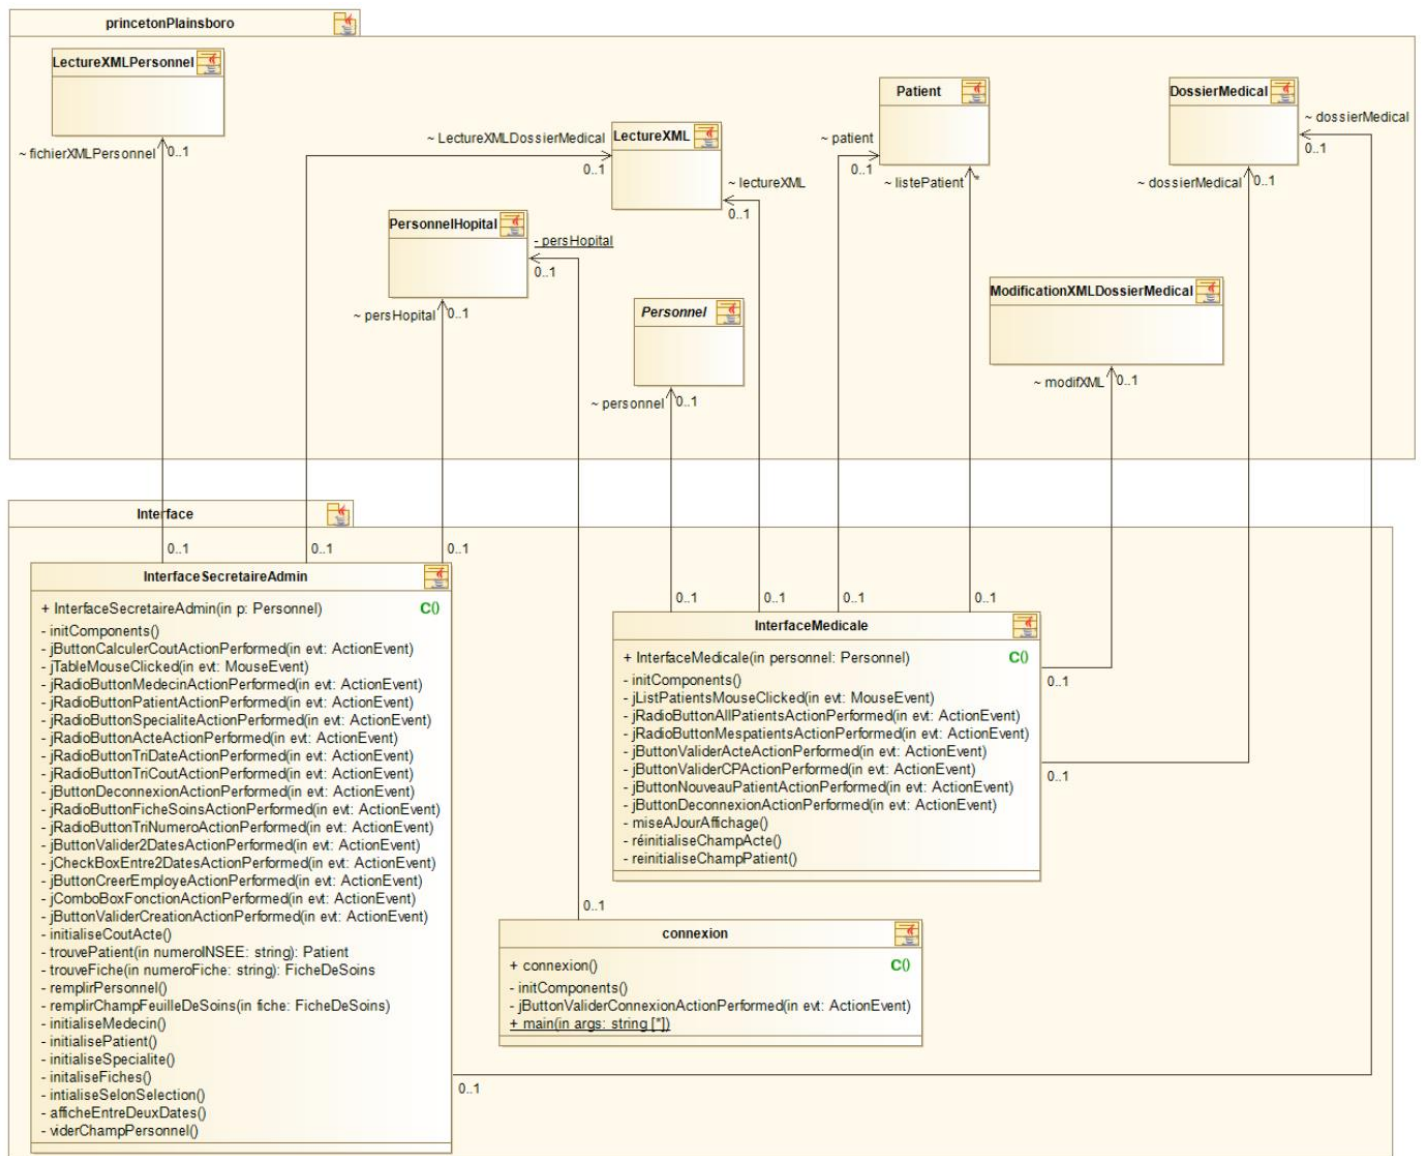 princetonPlainsboro
LectureXMLPersonnel
~ fichierXMLPersonnel
0..1
~ LectureXMLDossierMedical
0..1
LectureXML
~ lectureXML
0..1
Patient
~ patient
0..1
~ listePatient
*
DossierMedical
~ dossierMedical
0..1
~ dossierMedical
0..1
PersonnelHopital
- persHopital
0..1
~ persHopital
0..1
Personnel
~ personnel
0..1
ModificationXMLDossierMedical
~ modifXML
0..1
Interface
0..1
0..1
0..1
InterfaceSecretaireAdmin
+ InterfaceSecretaireAdmin(in p: Personnel) C()
- initComponents()
- jButtonCalculerCoutActionPerformed(in evt: ActionEvent)
- jTableMouseClicked(in evt: MouseEvent)
- jRadioButtonMedecinActionPerformed(in evt: ActionEvent)
- jRadioButtonPatientActionPerformed(in evt: ActionEvent)
- jRadioButtonSpecialiteActionPerformed(in evt: ActionEvent)
- jRadioButtonActeActionPerformed(in evt: ActionEvent)
- jRadioButtonTriDateActionPerformed(in evt: ActionEvent)
- jRadioButtonTriCoutActionPerformed(in evt: ActionEvent)
- jButtonDeconnexionActionPerformed(in evt: ActionEvent)
- jRadioButtonFicheSoinsActionPerformed(in evt: ActionEvent)
- jRadioButtonTriNumeroActionPerformed(in evt: ActionEvent)
- jButtonValider2DatesActionPerformed(in evt: ActionEvent)
- jCheckBoxEntre2DatesActionPerformed(in evt: ActionEvent)
- jButtonCreerEmployeActionPerformed(in evt: ActionEvent)
- jComboBoxFonctionActionPerformed(in evt: ActionEvent)
- jButtonValiderCreationActionPerformed(in evt: ActionEvent)
- initialiseCoutActe()
- trouvePatient(in numeroINSEE: string): Patient
- trouveFiche(in numeroFiche: string): FicheDeSoins
- remplirPersonnel()
- remplirChampFeuilleDeSoins(in fiche: FicheDeSoins)
- initialiseMedecin()
- initialisePatient()
- initialiseSpecialite()
- initaliseFiches()
- intialiseSelonSelection()
- afficheEntreDeuxDates()
- viderChampPersonnel()
0..1
0..1
0..1
0..1
0..1
InterfaceMedicale
+ InterfaceMedicale(in personnel: Personnel) C()
- initComponents()
- jListPatientsMouseClicked(in evt: MouseEvent)
- jRadioButtonAllPatientsActionPerformed(in evt: ActionEvent)
- jRadioButtonMespatientsActionPerformed(in evt: ActionEvent)
- jButtonValiderActeActionPerformed(in evt: ActionEvent)
- jButtonValiderCPActionPerformed(in evt: ActionEvent)
- jButtonNouveauPatientActionPerformed(in evt: ActionEvent)
- jButtonDeconnexionActionPerformed(in evt: ActionEvent)
- miseAJourAffichage()
- réinitialiseChampActe()
- reinitialiseChampPatient()
0..1
0..1
0..1
connexion
+ connexion() C()
- initComponents()
- jButtonValiderConnexionActionPerformed(in evt: ActionEvent)
+ main(in args: string [*])